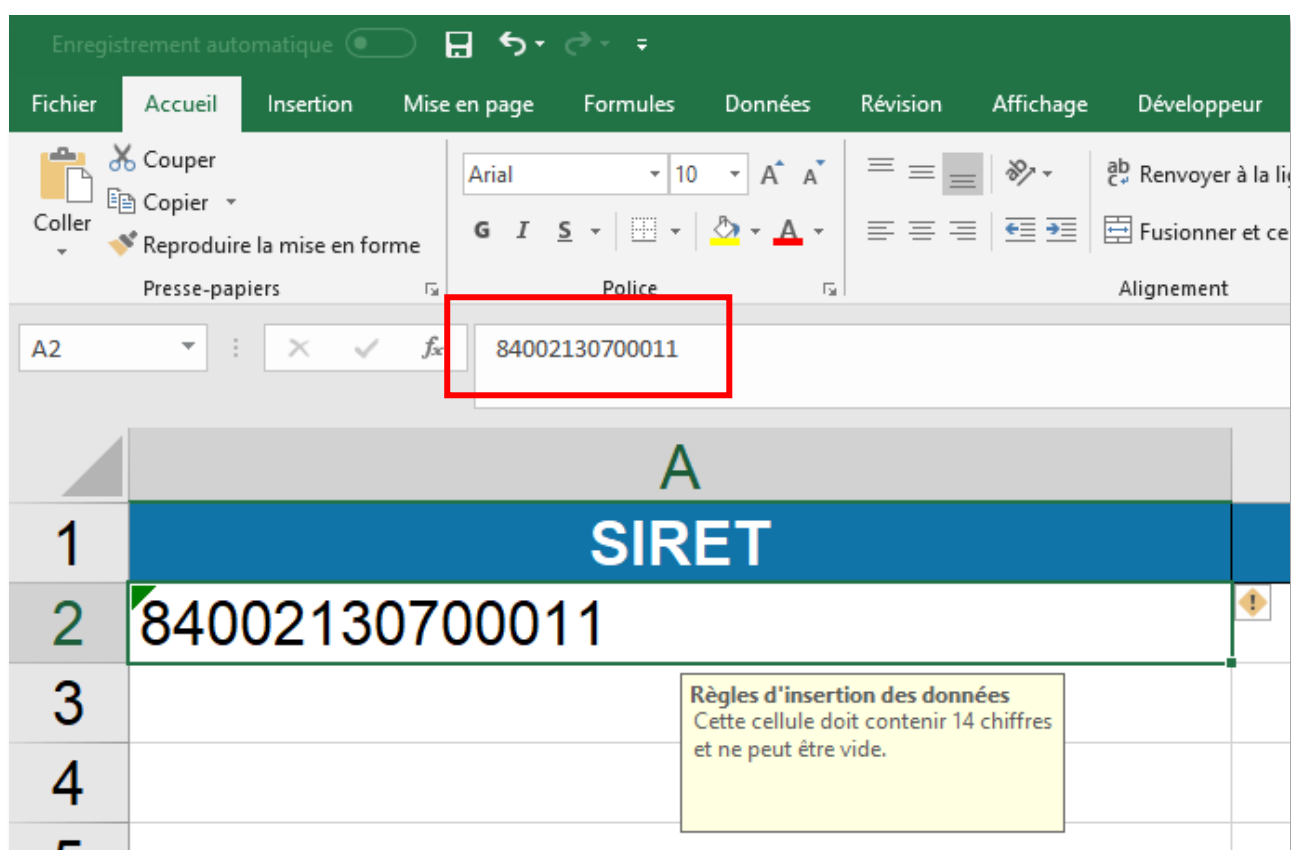 Enregistrement automatique
Fichier Accueil Insertion Mise en page Formules Données Révision Affichage Développeur
Couper
Copier
Coller
Reproduire la mise en forme
Presse-papiers
Arial 10 A A
G I S A
Police
ab Renvoyer à la li
Fusionner et ce
Alignement
A2 fx 84002130700011
A
1 SIRET
2 84002130700011
3
4
Règles d'insertion des données
Cette cellule doit contenir 14 chiffres
et ne peut être vide.